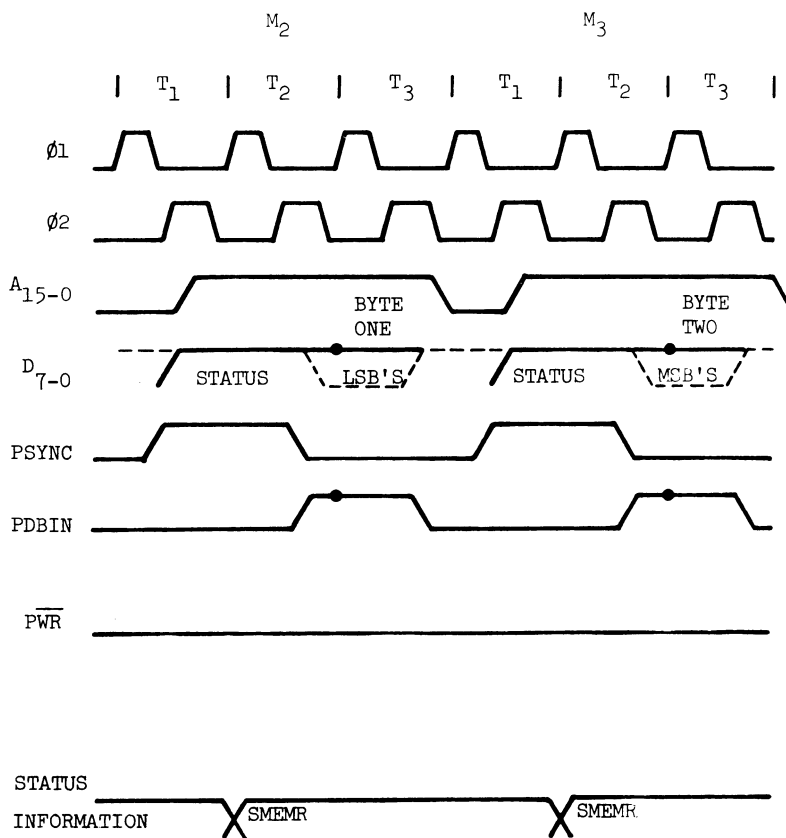 M2 M3
| T1 | T2 | T3 | T1 | T2 | T3 |
Ø1
Ø2
A15-0
BYTE ONE
BYTE TWO
D7-0
STATUS LSB'S STATUS MSB'S
PSYNC
PDBIN
PW̅R̅
STATUS
INFORMATION
SMEMR SMEMR